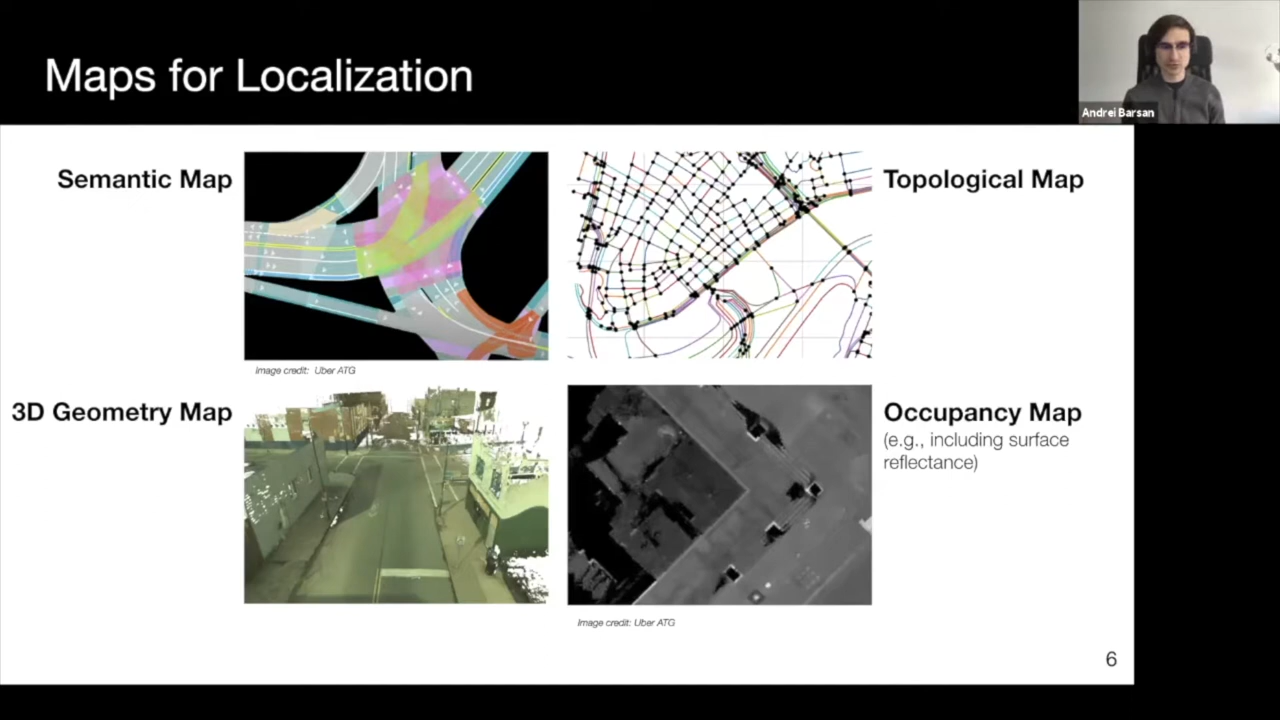 Maps for Localization
Andrei Barsan
Semantic Map
Topological Map
Image credit: Uber ATG
3D Geometry Map
Occupancy Map
(e.g., including surface
reflectance)
Image credit: Uber ATG
6